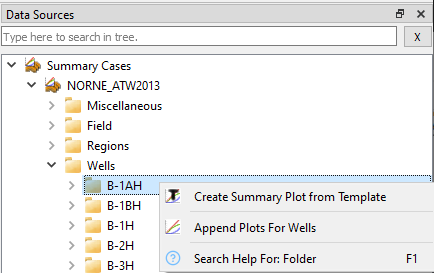 Data Sources
Type here to search in tree. X
Summary Cases
NORNE_ATW2013
Miscellaneous
Field
Regions
Wells
B-1AH
B-1BH
B-1H
B-2H
B-3H
Create Summary Plot from Template
Append Plots For Wells
Search Help For: Folder F1